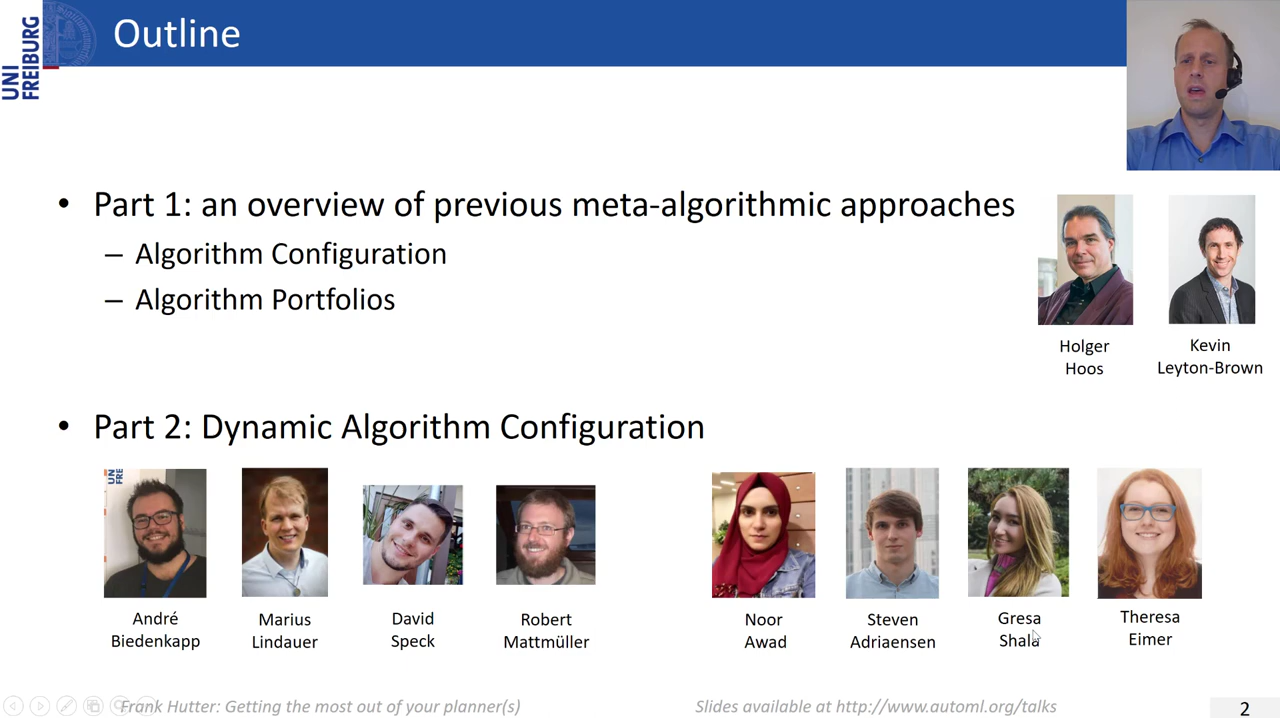 Outline
UNI
FREIBURG
• Part 1: an overview of previous meta-algorithmic approaches
– Algorithm Configuration
– Algorithm Portfolios
Holger
Hoos
Kevin
Leyton-Brown
• Part 2: Dynamic Algorithm Configuration
André
Biedenkapp
Marius
Lindauer
David
Speck
Robert
Mattmüller
Noor
Awad
Steven
Adriaensen
Gresa
Shala
Theresa
Eimer
Frank Hutter: Getting the most out of your planner(s)
Slides available at http://www.automl.org/talks
2